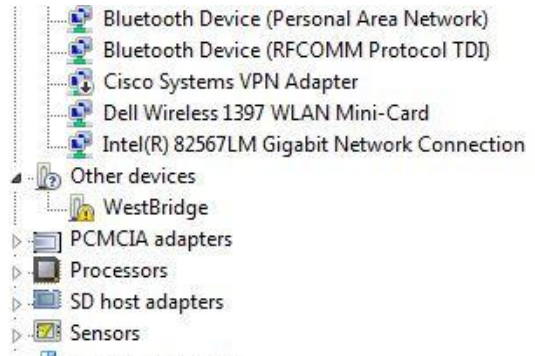 Bluetooth Device (Personal Area Network)
Bluetooth Device (RFCOMM Protocol TDI)
Cisco Systems VPN Adapter
Dell Wireless 1397 WLAN Mini-Card
Intel(R) 82567LM Gigabit Network Connection
Other devices
WestBridge
PCMCIA adapters
Processors
SD host adapters
Sensors